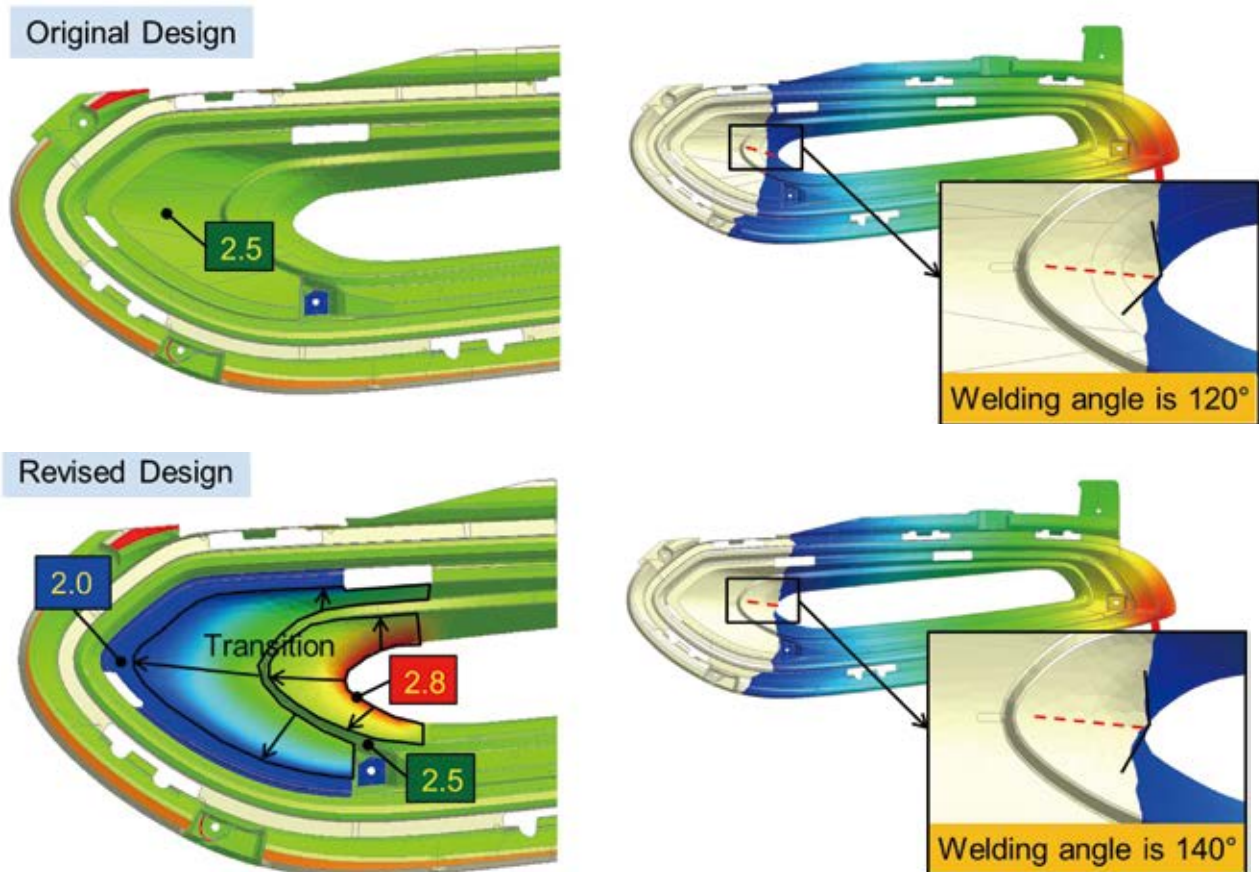 Original Design
2.5
Welding angle is 120°
Revised Design
2.0
Transition
2.8
2.5
Welding angle is 140°